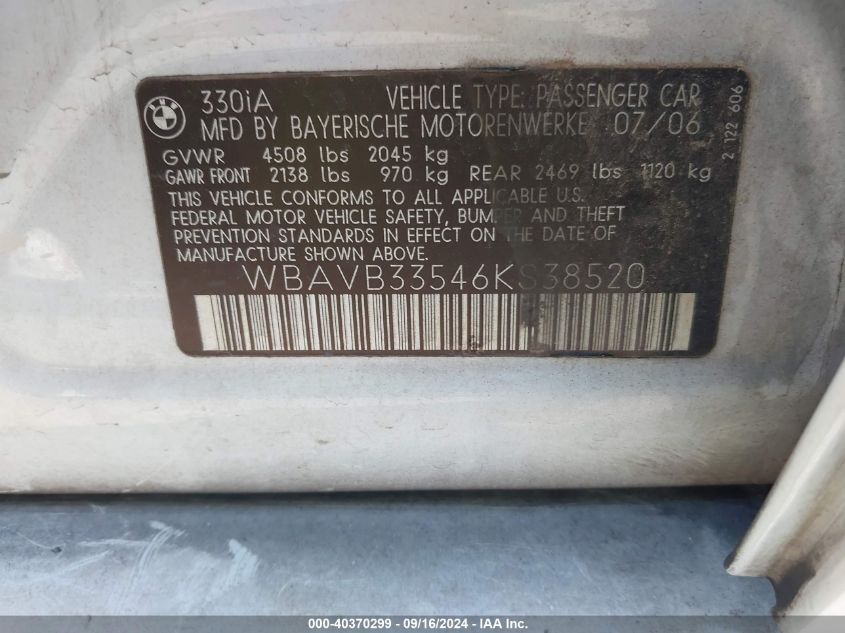 BMW
330iA VEHICLE TYPE: PASSENGER CAR
MFD BY BAYERISCHE MOTORENWERKE 07/06
GVWR 4508 lbs 2045 kg
GAWR FRONT 2138 lbs 970 kg REAR 2469 lbs 1120 kg
THIS VEHICLE CONFORMS TO ALL APPLICABLE U.S.
FEDERAL MOTOR VEHICLE SAFETY, BUMPER AND THEFT
PREVENTION STANDARDS IN EFFECT ON THE DATE OF
MANUFACTURE SHOWN ABOVE.
WBAVB33546KS38520
2 122 606
000-40370299 - 09/16/2024 - IAA Inc.